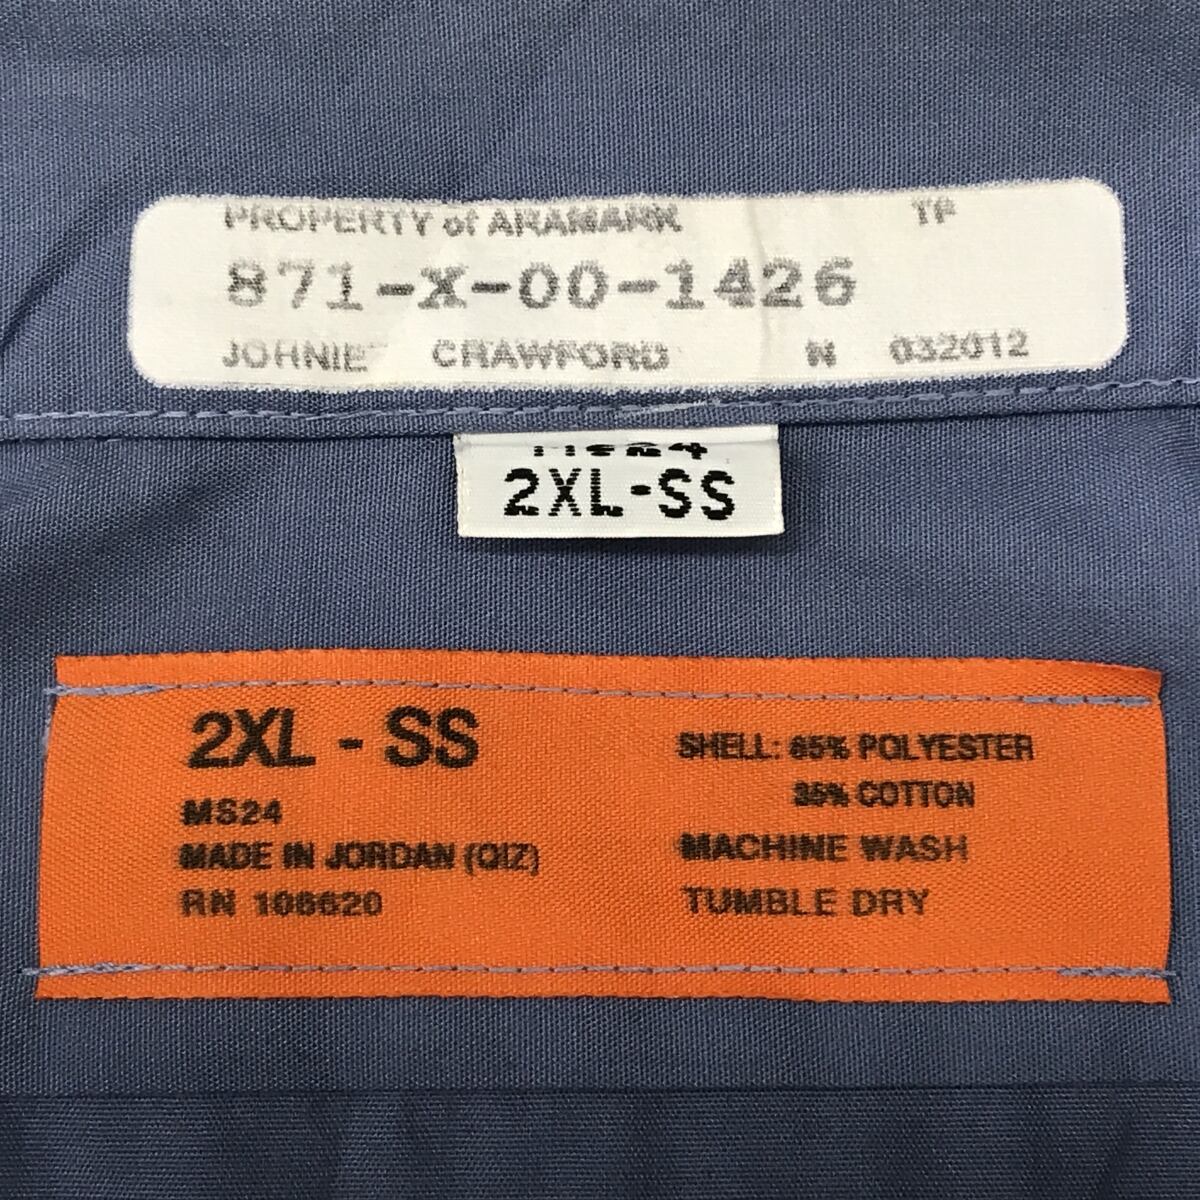 PROPERTY of ARAMARK TP
871-X-00-1426
JOHNIE CRAWFORD N 032012
MS24
2XL-SS
2XL - SS
MS24
MADE IN JORDAN (QIZ)
RN 106620
SHELL: 65% POLYESTER
35% COTTON
MACHINE WASH
TUMBLE DRY